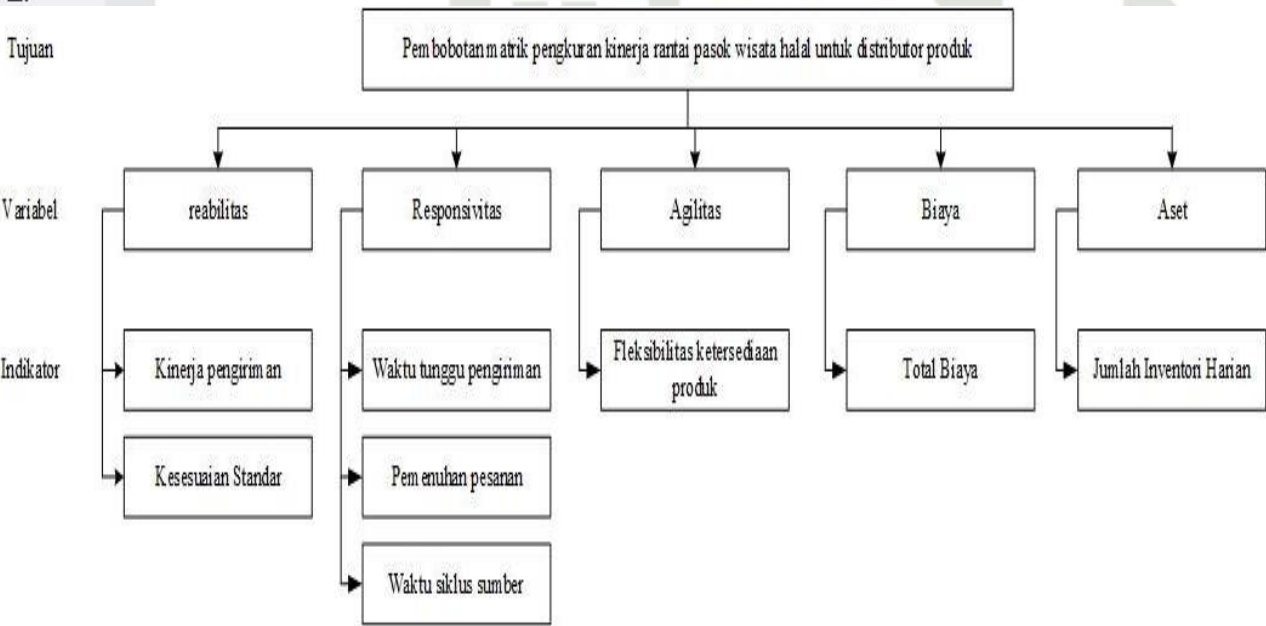 Tujuan
Pembobotan matrik pengkuran kinerja rantai pasok wisata halal untuk distributor produk
Variabel
reabilitas
Responsivitas
Agilitas
Biaya
Aset
Indikator
Kinerja pengiriman
Waktu tunggu pengiriman
Fleksibilitas ketersediaan
produk
Total Biaya
Jumlah Inventori Harian
Kesesuaian Standar
Pemenuhan pesanan
Waktu siklus sumber